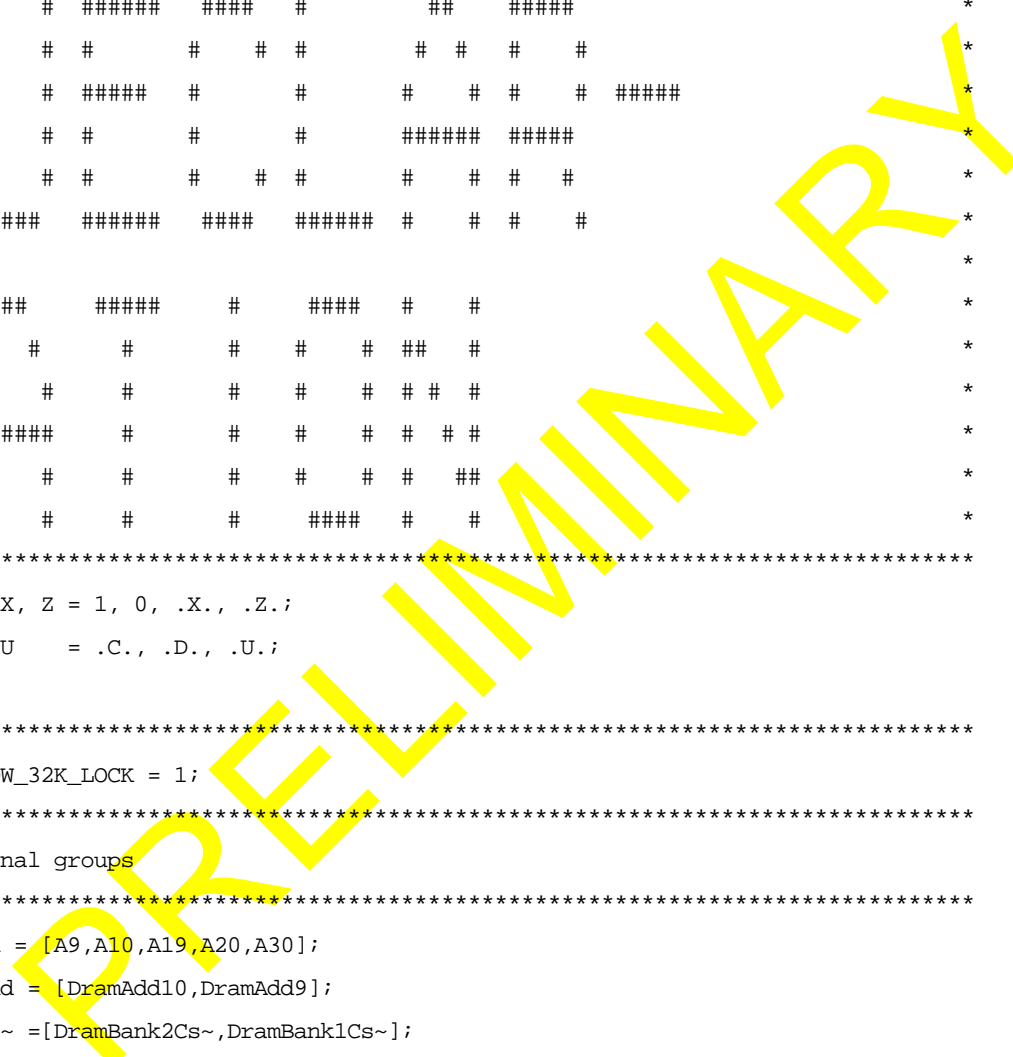 #  ######   ####   #         ##    #####                             *
#  #       #    #  #        #  #   #    #                            *
#  #####   #       #       #    #  #    #  #####                     *
#  #       #       #       ######  #####                             *
#  #       #    #  #       #    #  #   #                             *
###   ######   ####   ######  #    #  #    #                            *
*
##     #####     #     ####   #    #                                    *
#      #       #    #    #  ##   #                                    *
#     #       #    #    #  # #  #                                    *
####     #       #    #    #  #  # #                                    *
#     #       #    #    #  #   ##                                    *
#     #       #     ####   #    #                                    *
*************************************************************************
X, Z = 1, 0, .X., .Z.;
U    = .C., .D., .U.;
*************************************************************************
W_32K_LOCK = 1;
*************************************************************************
nal groups
*************************************************************************
= [A9,A10,A19,A20,A30];
d = [DramAdd10,DramAdd9];
~ =[DramBank2Cs~,DramBank1Cs~];
PRELIMINARY